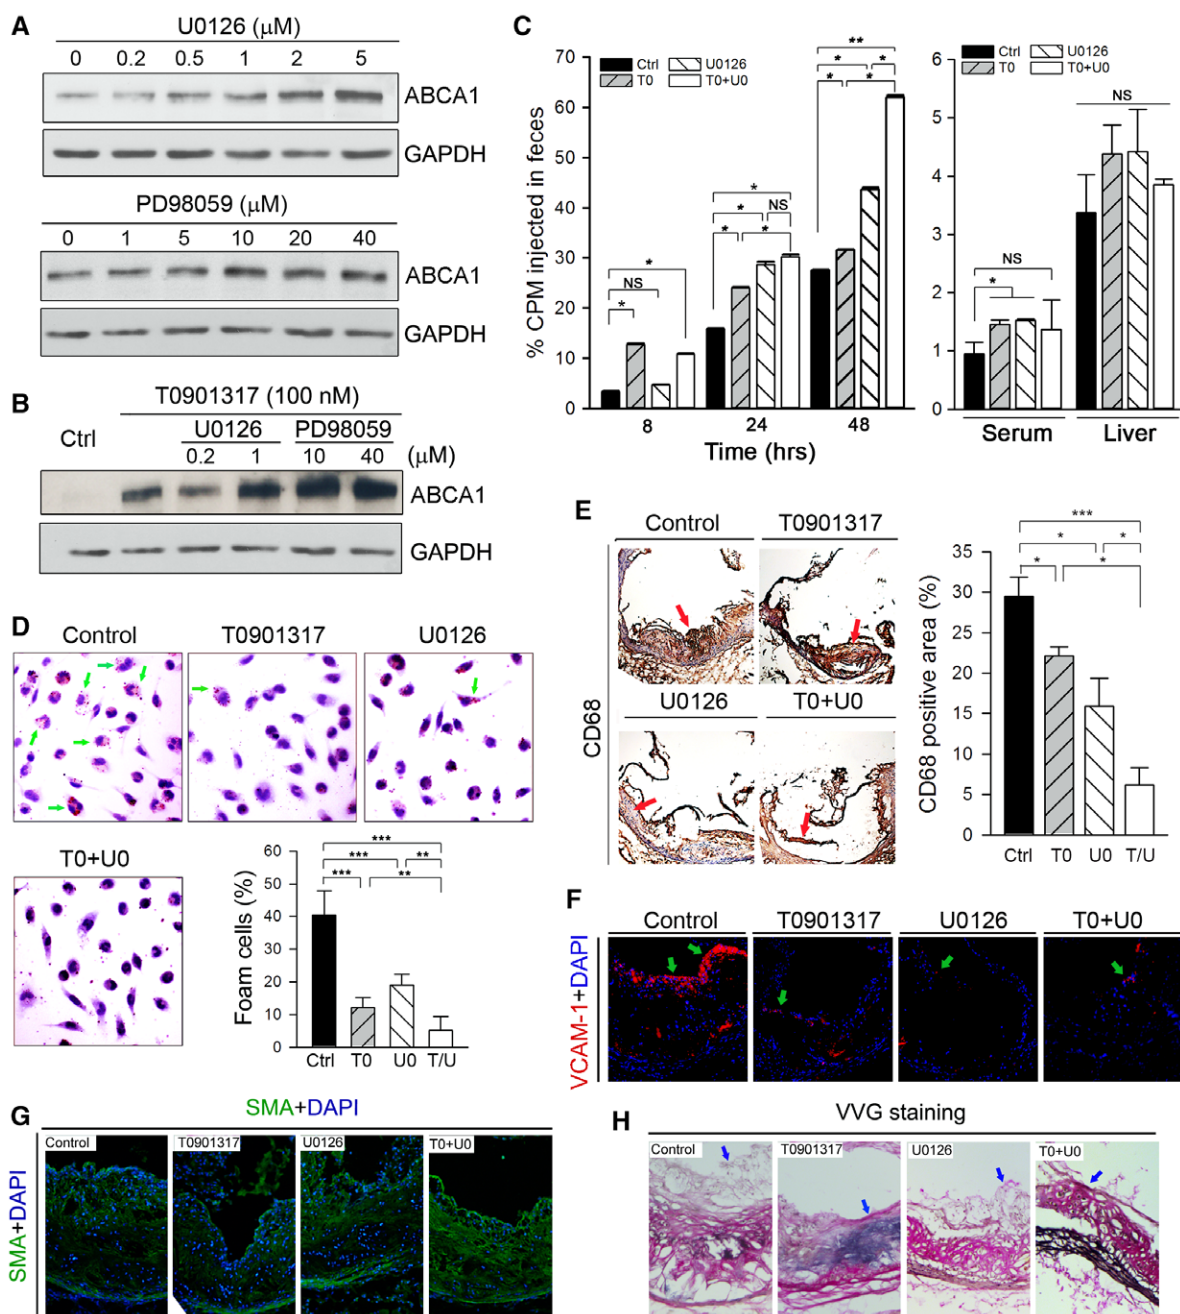 A
U0126 (μM)
0 0.2 0.5 1 2 5
ABCA1
GAPDH
PD98059 (μM)
0 1 5 10 20 40
ABCA1
GAPDH
B
T0901317 (100 nM)
Ctrl U0126 PD98059
0.2 1 10 40 (μM)
ABCA1
GAPDH
C
% CPM injected in feces
70
60
50
40
30
20
10
0
Ctrl U0126
T0 T0+U0
* NS *
* * NS * *
* * * * **
8 24 48
Time (hrs)
6
5
4
3
2
1
0
Ctrl U0126
T0 T0+U0
NS
NS
*
Serum Liver
D
Control T0901317 U0126
T0+U0
Foam cells (%)
60
50
40
30
20
10
0
***
*** **
*** **
Ctrl T0 U0 T/U
E
Control T0901317
U0126 T0+U0
CD68
CD68 positive area (%)
35
30
25
20
15
10
5
0
***
* *
* *
Ctrl T0 U0 T/U
F
Control T0901317 U0126 T0+U0
VCAM-1+DAPI
G
SMA+DAPI
Control T0901317 U0126 T0+U0
SMA+DAPI
H
VVG staining
Control T0901317 U0126 T0+U0